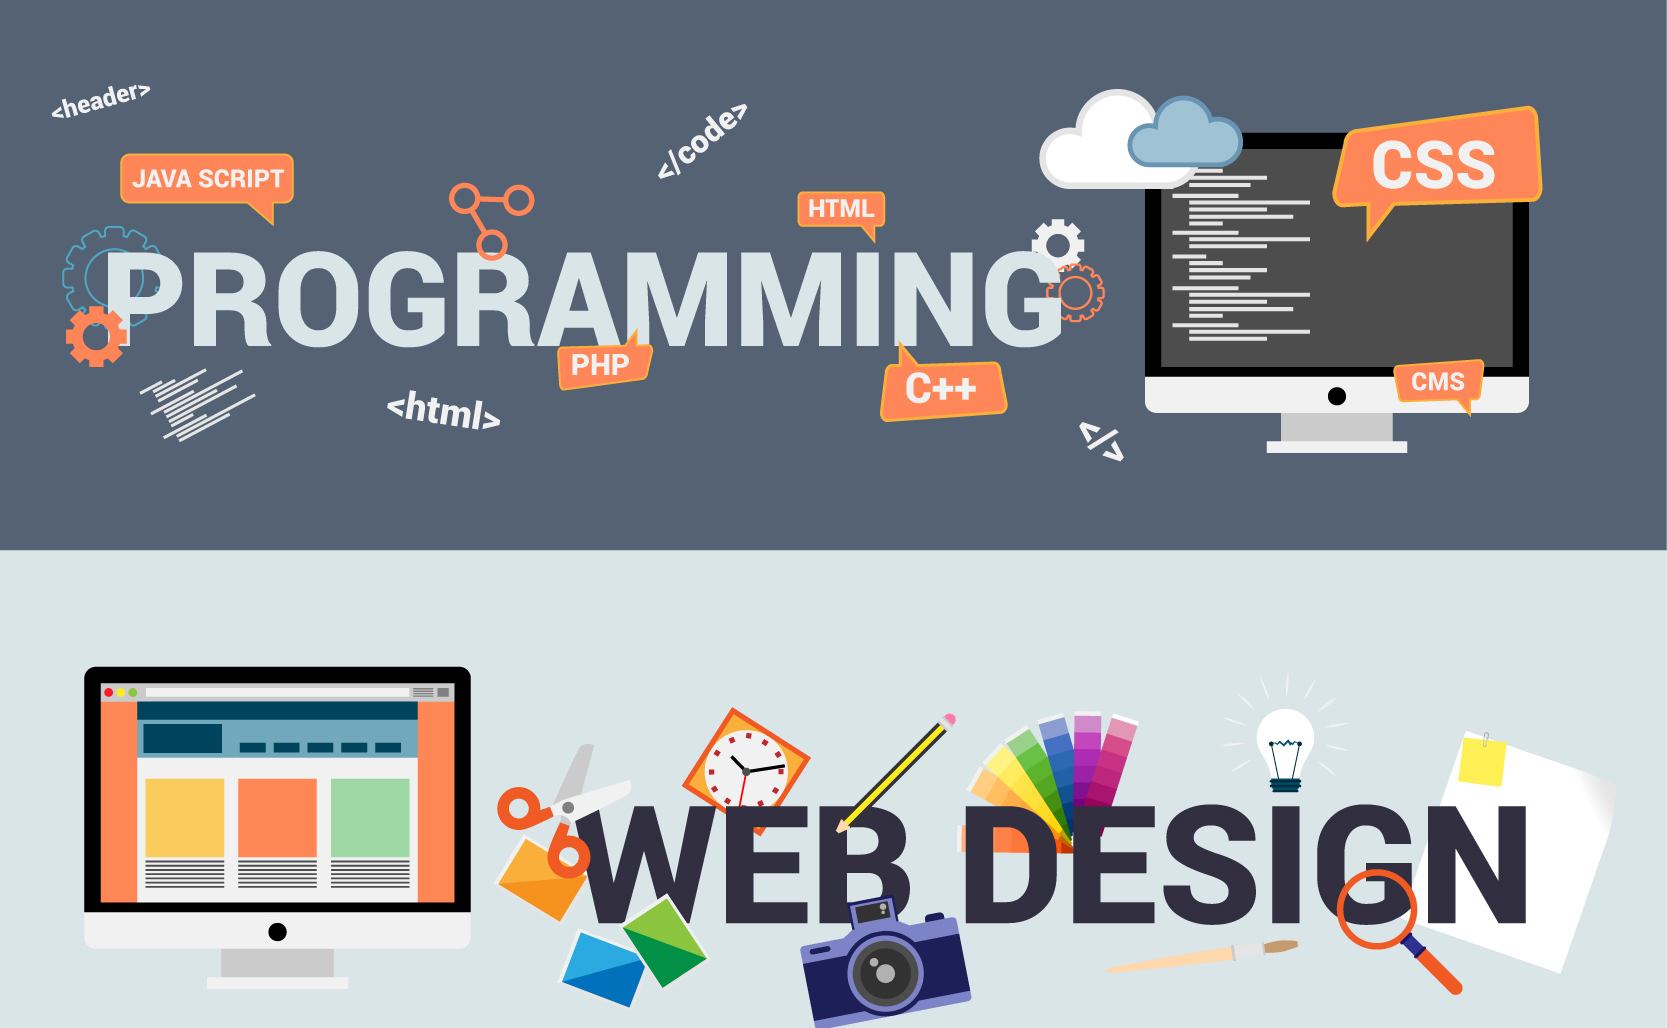 <header>
</code>
CSS
JAVA SCRIPT
HTML
PROGRAMMING
PHP
C++
CMS
<html>
</>
WEB DESIGN